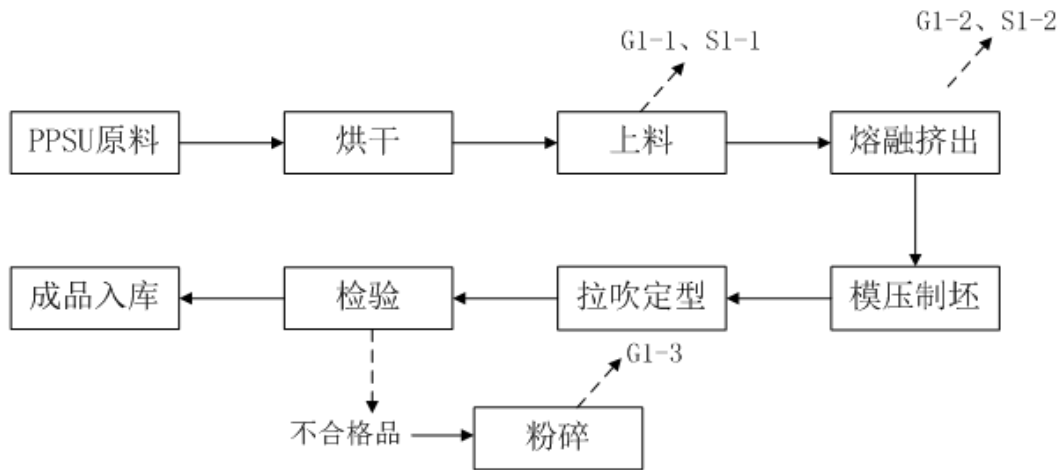 G1-1、S1-1
G1-2、S1-2
PPSU原料
烘干
上料
熔融挤出
成品入库
检验
拉吹定型
模压制坯
G1-3
不合格品
粉碎